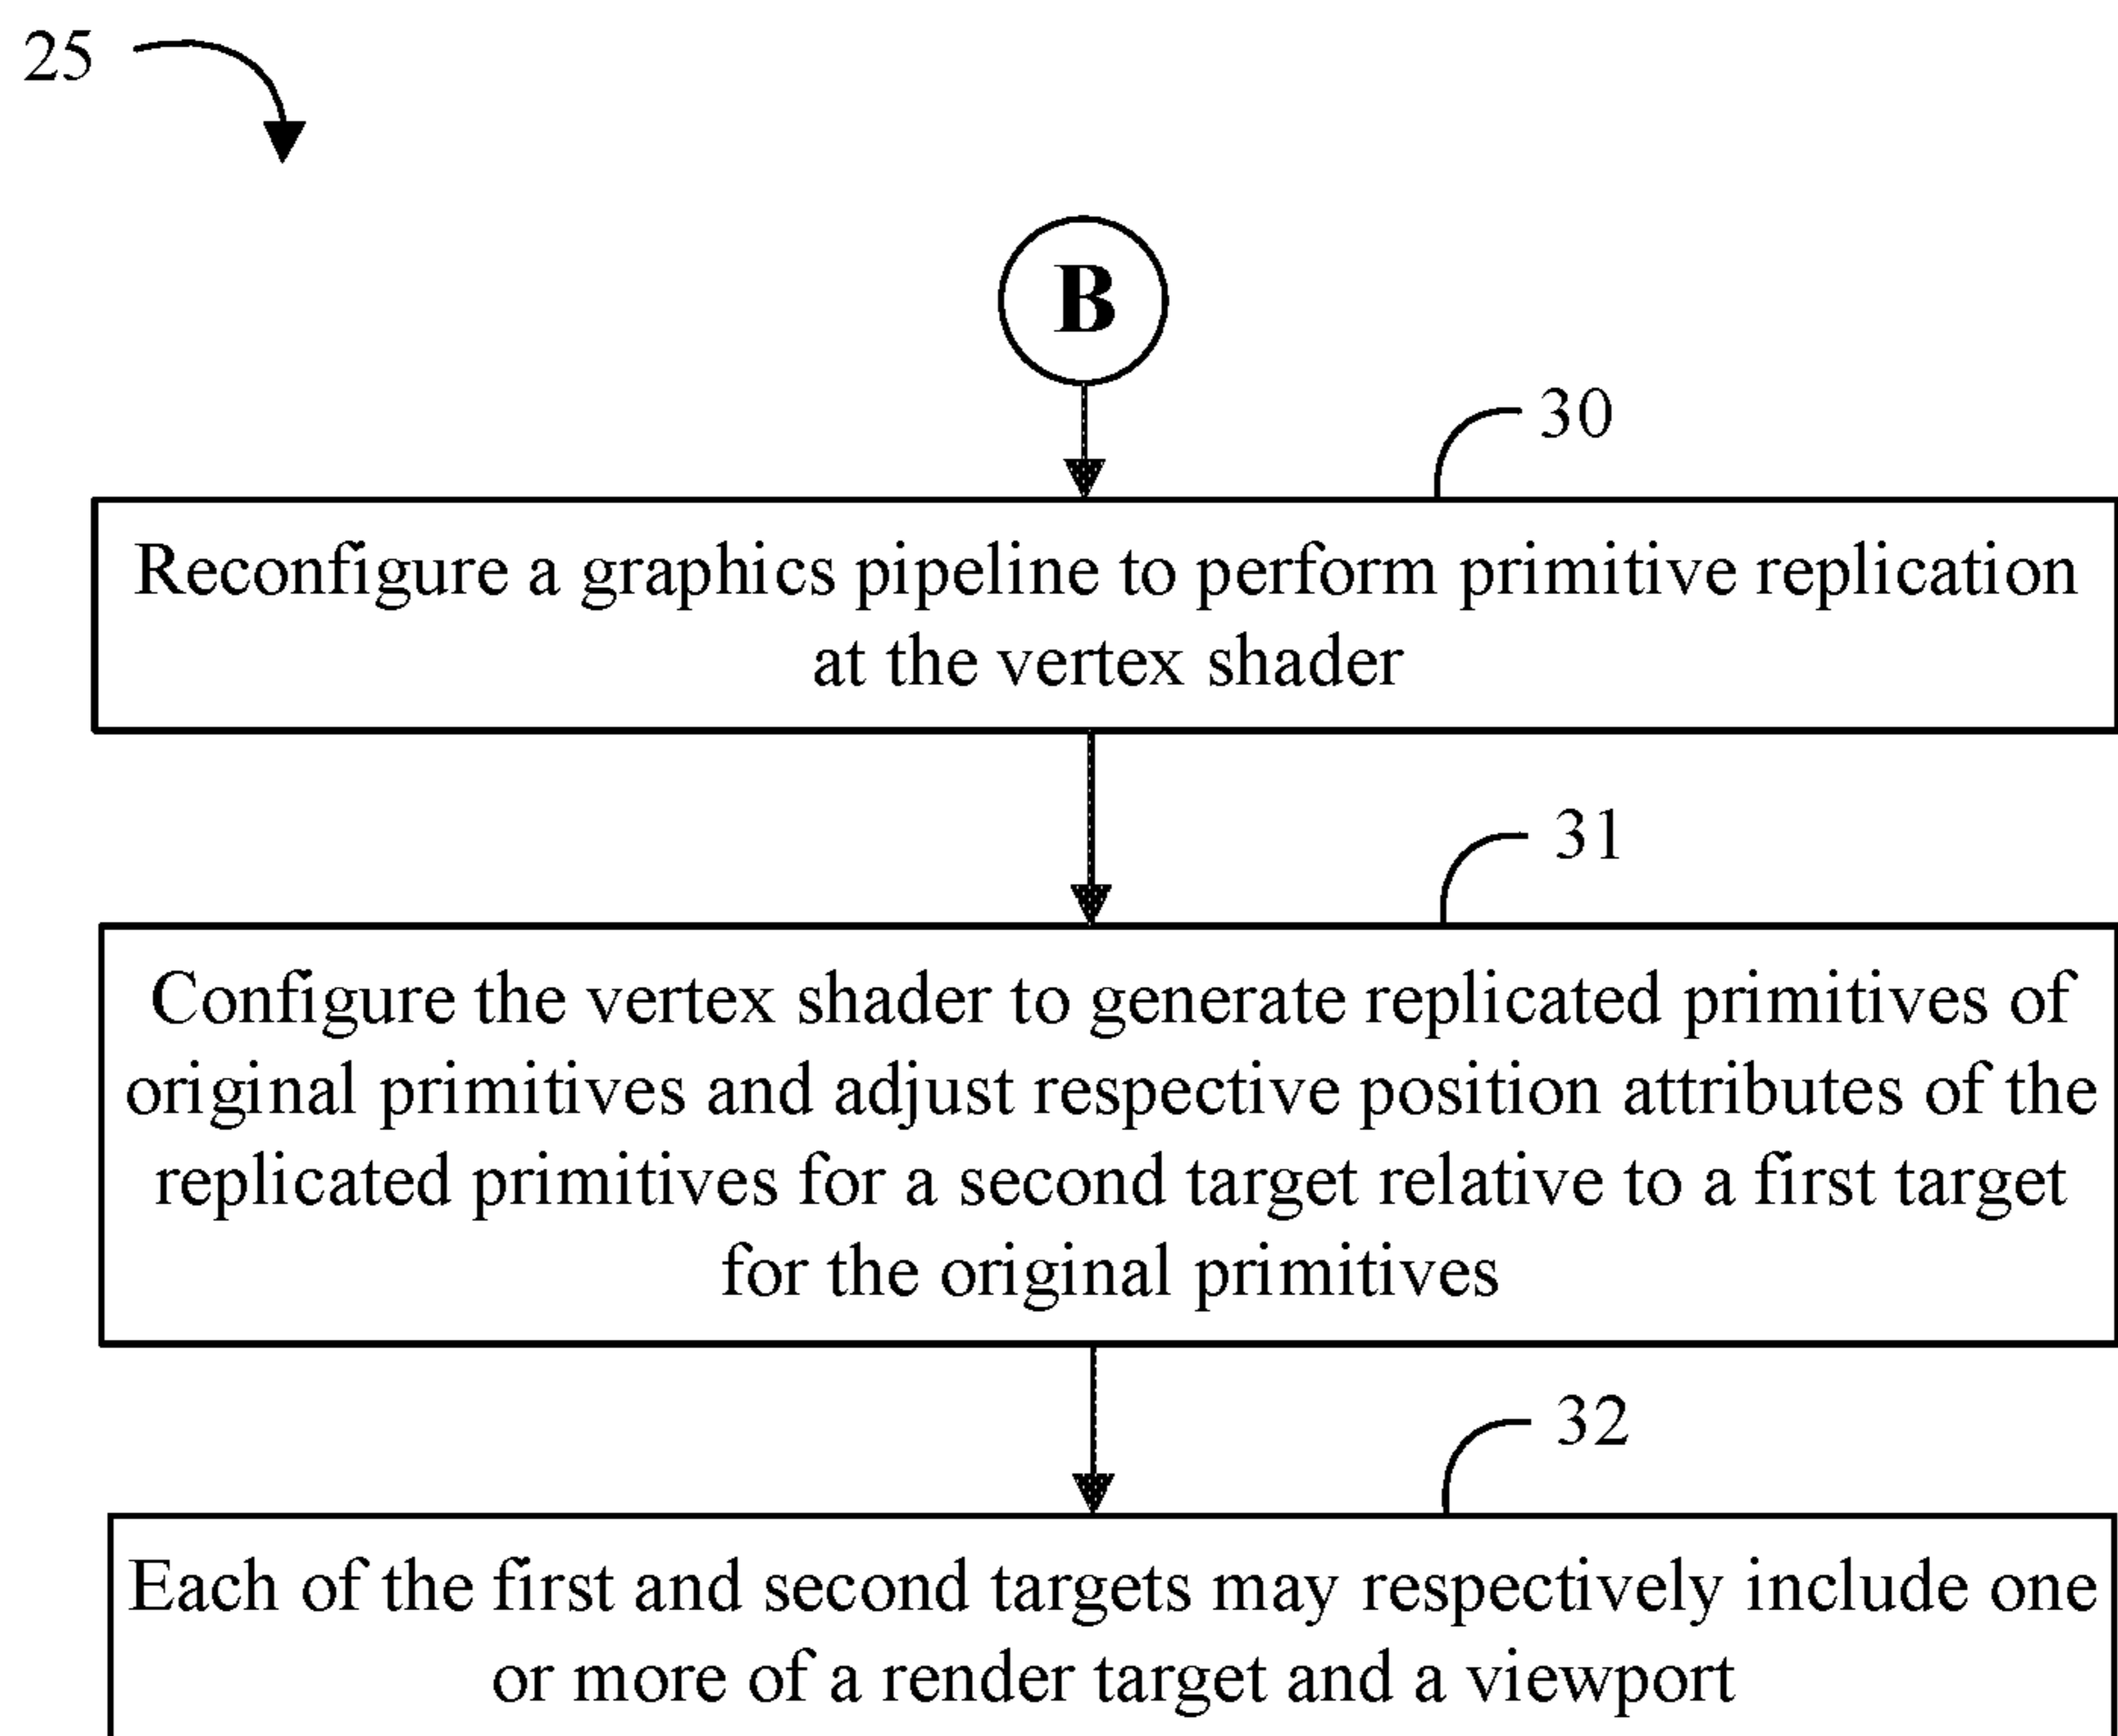 25
B
30
Reconfigure a graphics pipeline to perform primitive replication
at the vertex shader
31
Configure the vertex shader to generate replicated primitives of
original primitives and adjust respective position attributes of the
replicated primitives for a second target relative to a first target
for the original primitives
32
Each of the first and second targets may respectively include one
or more of a render target and a viewport